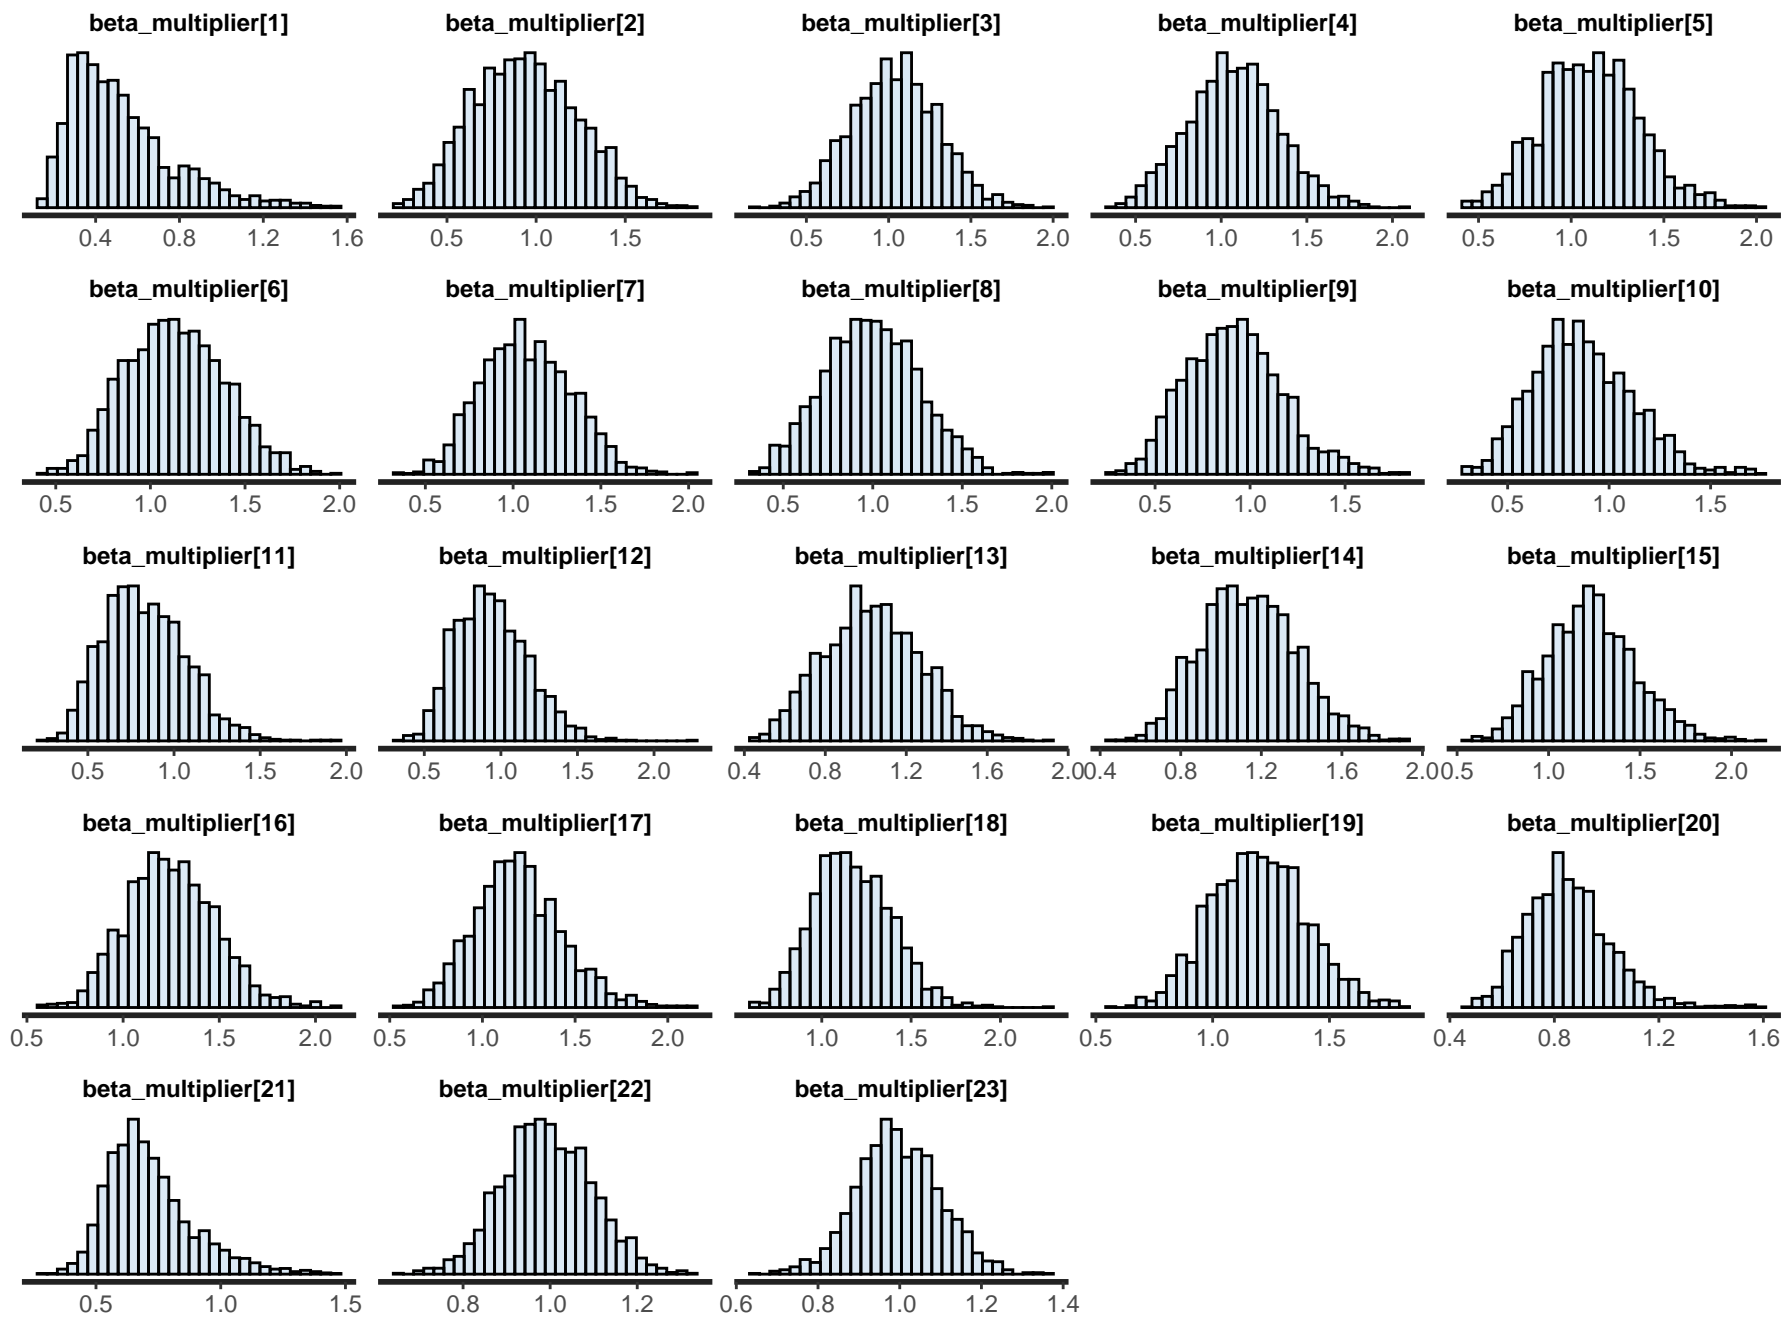 beta_multiplier[1] beta_multiplier[2] beta_multiplier[3] beta_multiplier[4] beta_multiplier[5]
0.4 0.8 1.2 1.6 0.5 1.0 1.5 0.5 1.0 1.5 2.0 0.5 1.0 1.5 2.0 0.5 1.0 1.5 2.0
beta_multiplier[6] beta_multiplier[7] beta_multiplier[8] beta_multiplier[9] beta_multiplier[10]
0.5 1.0 1.5 2.0 0.5 1.0 1.5 2.0 0.5 1.0 1.5 2.0 0.5 1.0 1.5 0.5 1.0 1.5
beta_multiplier[11] beta_multiplier[12] beta_multiplier[13] beta_multiplier[14] beta_multiplier[15]
0.5 1.0 1.5 2.0 0.5 1.0 1.5 2.0 0.4 0.8 1.2 1.6 2.0 0.4 0.8 1.2 1.6 2.0 0.5 1.0 1.5 2.0
beta_multiplier[16] beta_multiplier[17] beta_multiplier[18] beta_multiplier[19] beta_multiplier[20]
0.5 1.0 1.5 2.0 0.5 1.0 1.5 2.0 1.0 1.5 2.0 0.5 1.0 1.5 0.4 0.8 1.2 1.6
beta_multiplier[21] beta_multiplier[22] beta_multiplier[23]
0.5 1.0 1.5 0.8 1.0 1.2 0.6 0.8 1.0 1.2 1.4